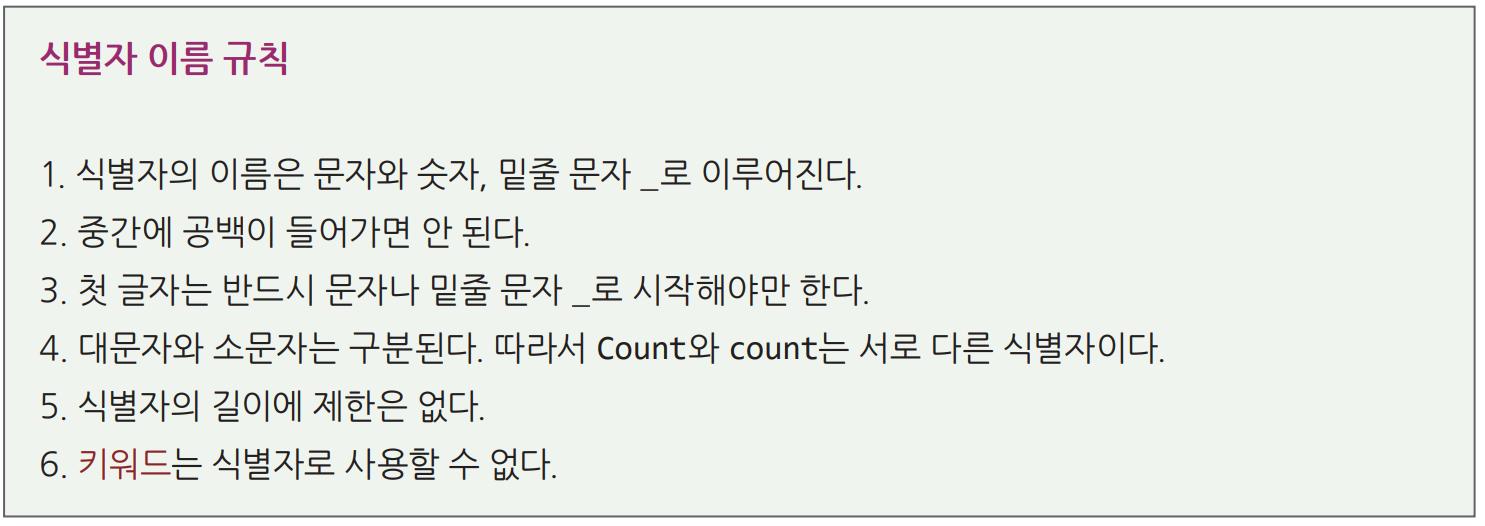 식별자 이름 규칙
1. 식별자의 이름은 문자와 숫자, 밑줄 문자 _로 이루어진다.
2. 중간에 공백이 들어가면 안 된다.
3. 첫 글자는 반드시 문자나 밑줄 문자 _로 시작해야만 한다.
4. 대문자와 소문자는 구분된다. 따라서 Count와 count는 서로 다른 식별자이다.
5. 식별자의 길이에 제한은 없다.
6. 키워드는 식별자로 사용할 수 없다.